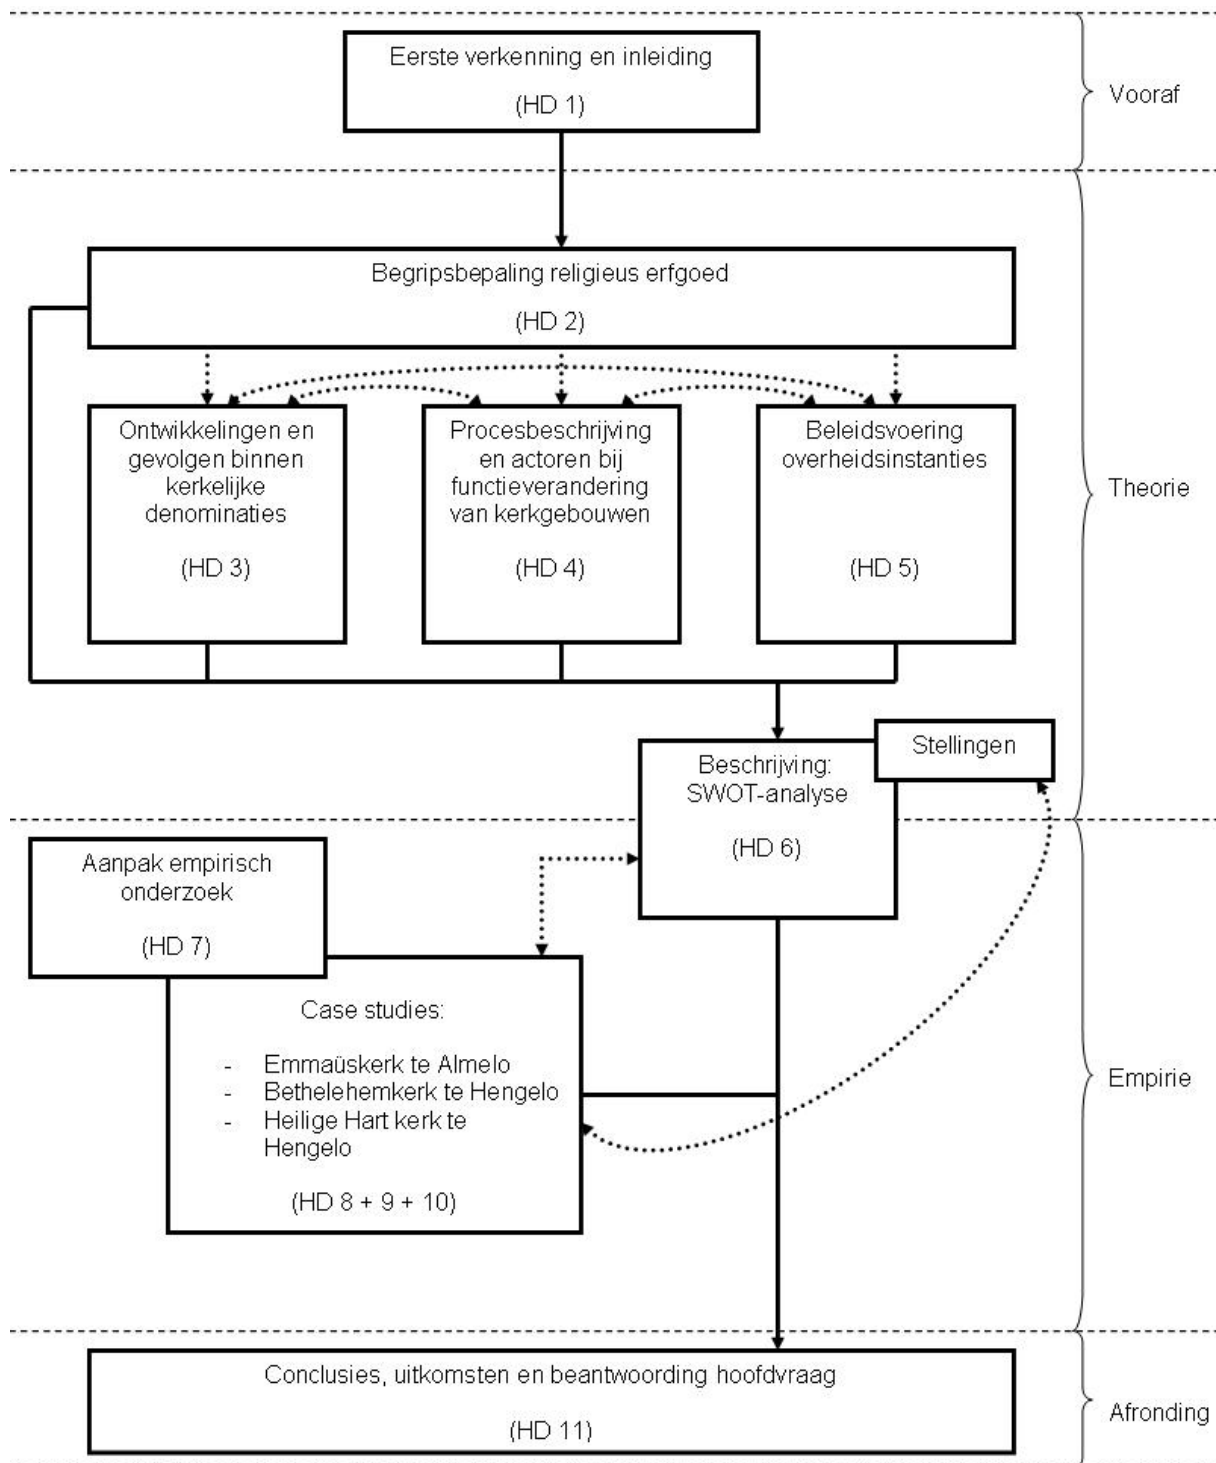 Eerste verkenning en inleiding
(HD 1)
Vooraf
Begripsbepaling religieus erfgoed
(HD 2)
Ontwikkelingen en
gevolgen binnen
kerkelijke
denominaties
(HD 3)
Procesbeschrijving
en actoren bij
functieverandering
van kerkgebouwen
(HD 4)
Beleidsvoering
overheidsinstanties
(HD 5)
Theorie
Stellingen
Beschrijving:
SWOT-analyse
(HD 6)
Aanpak empirisch
onderzoek
(HD 7)
Case studies:
- Emmaüskerk te Almelo
- Bethelehemkerk te Hengelo
- Heilige Hart kerk te
Hengelo
(HD 8 + 9 + 10)
Empirie
Conclusies, uitkomsten en beantwoording hoofdvraag
(HD 11)
Afronding